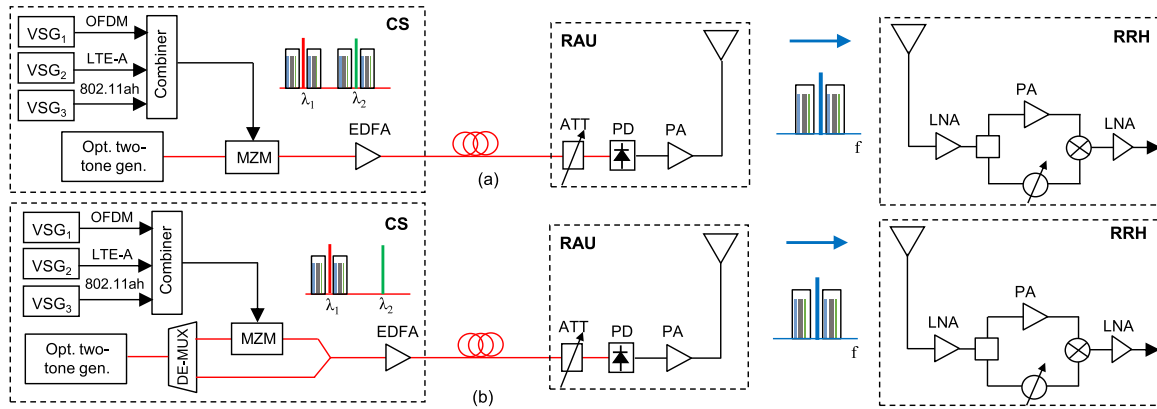 OFDM
CS
VSG1
LTE-A
VSG2
802.11ah
VSG3
Combiner
λ1
λ2
Opt. two-
tone gen.
MZM
EDFA
(a)
RAU
ATT
PD
PA
f
RRH
PA
LNA
LNA
OFDM
CS
VSG1
LTE-A
VSG2
802.11ah
VSG3
Combiner
λ1
λ2
Opt. two-
tone gen.
DE-MUX
MZM
EDFA
(b)
RAU
ATT
PD
PA
f
RRH
PA
LNA
LNA